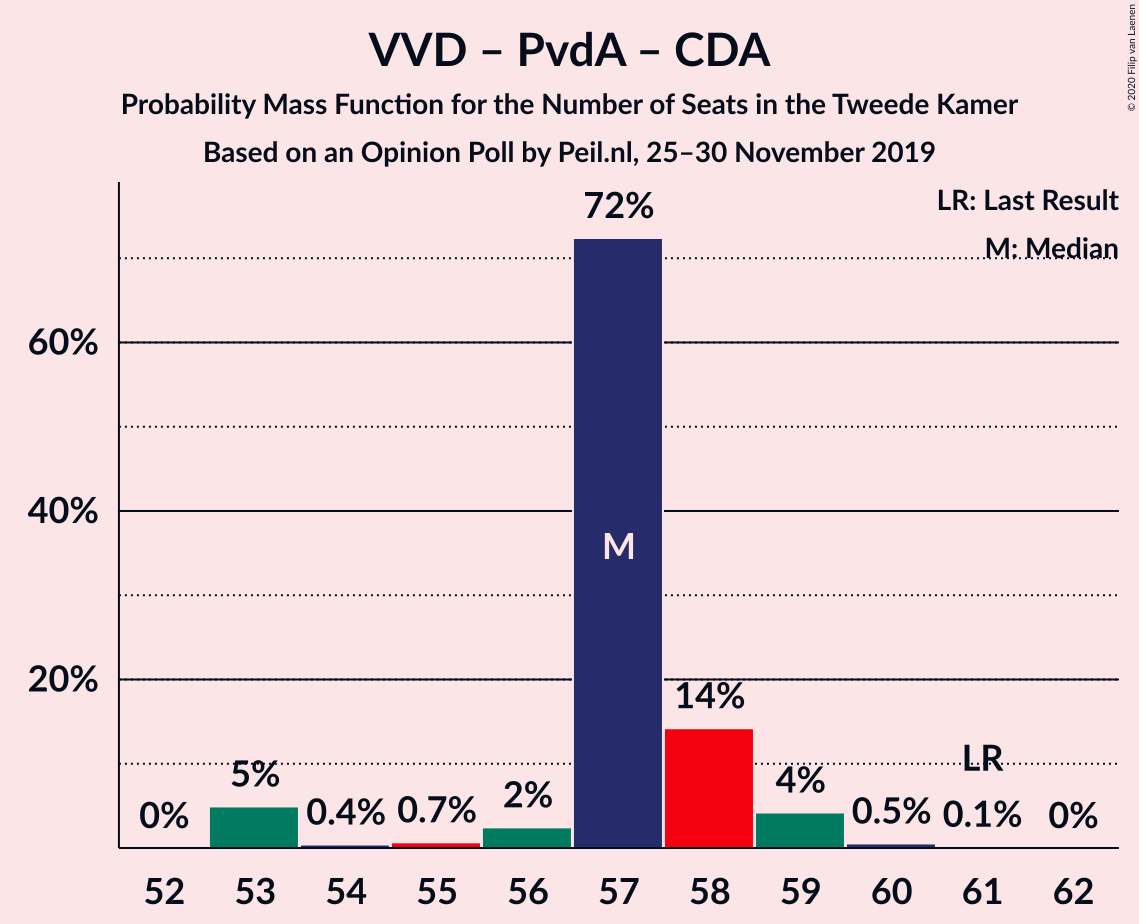 VVD – PvdA – CDA
Probability Mass Function for the Number of Seats in the Tweede Kamer
Based on an Opinion Poll by Peil.nl, 25–30 November 2019
© 2020 Filip van Laenen
LR: Last Result
M: Median
60%
40%
20%
0%
5%
0.4%
0.7%
2%
72%
M
14%
4%
0.5%
LR
0.1%
0%
52 53 54 55 56 57 58 59 60 61 62